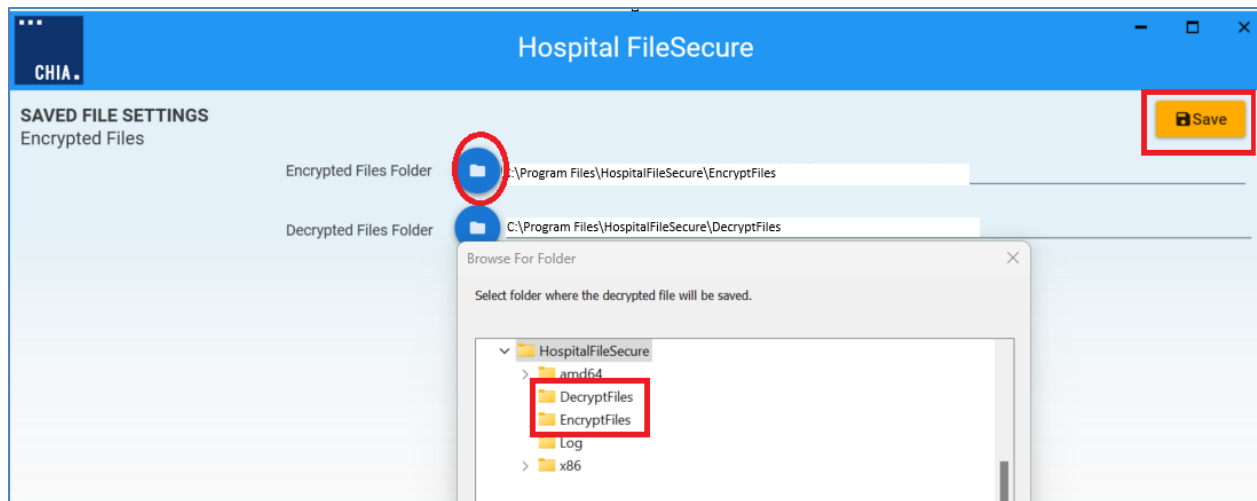 CHIA.
Hospital FileSecure
SAVED FILE SETTINGS
Save
Encrypted Files
Encrypted Files Folder
:\Program Files\HospitalFileSecure\EncryptFiles
Decrypted Files Folder
C:\Program Files\HospitalFileSecure\DecryptFiles
Browse For Folder
Select folder where the decrypted file will be saved.
HospitalFileSecure
amd64
DecryptFiles
EncryptFiles
Log
x86